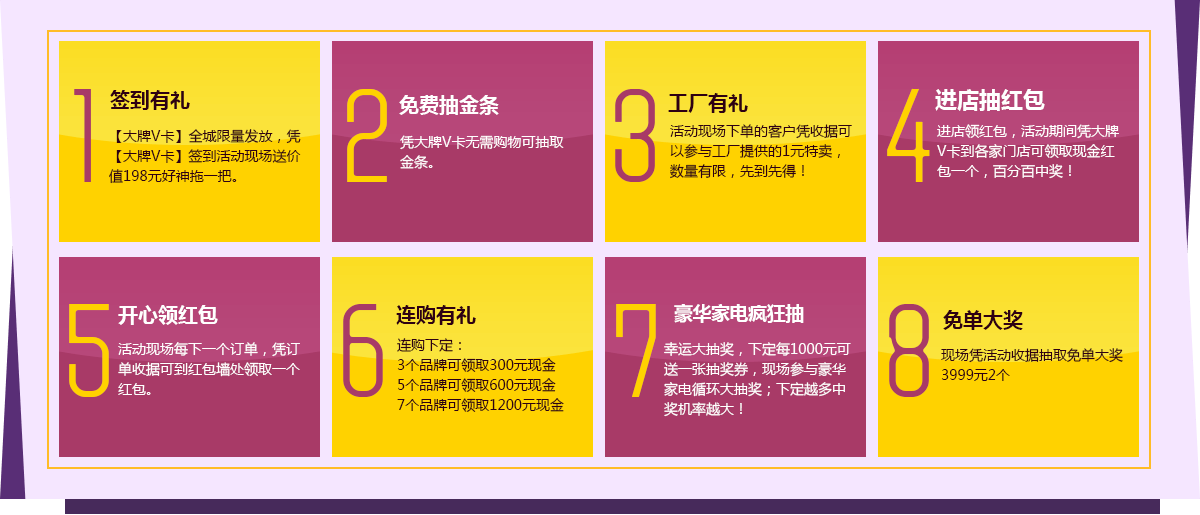 1
签到有礼
【大牌V卡】全城限量发放，凭
【大牌V卡】签到活动现场送价
值198元好神拖一把。
2
免费抽金条
凭大牌V卡无需购物可抽取
金条。
3
工厂有礼
活动现场下单的客户凭收据可
以参与工厂提供的1元特卖，
数量有限，先到先得！
4
进店抽红包
进店领红包，活动期间凭大牌
V卡到各家门店可领取现金红
包一个，百分百中奖！
5
开心领红包
活动现场每下一个订单，凭订
单收据可到红包墙处领取一个
红包。
6
连购有礼
连购下定：
3个品牌可领取300元现金
5个品牌可领取600元现金
7个品牌可领取1200元现金
7
豪华家电疯狂抽
幸运大抽奖，下定每1000元可
送一张抽奖券，现场参与豪华
家电循环大抽奖；下定越多中
奖机率越大！
8
免单大奖
现场凭活动收据抽取免单大奖
3999元2个